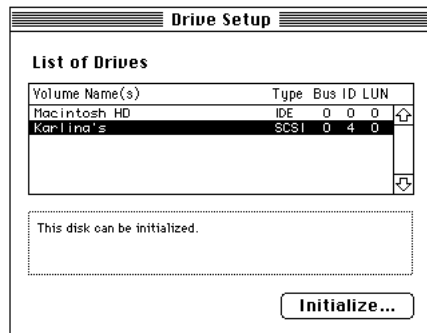 Drive Setup
List of Drives
Volume Name(s) Type Bus ID LUN
Macintosh HD IDE 0 0 0
Karlina's SCSI 0 4 0
This disk can be initialized.
Initialize...